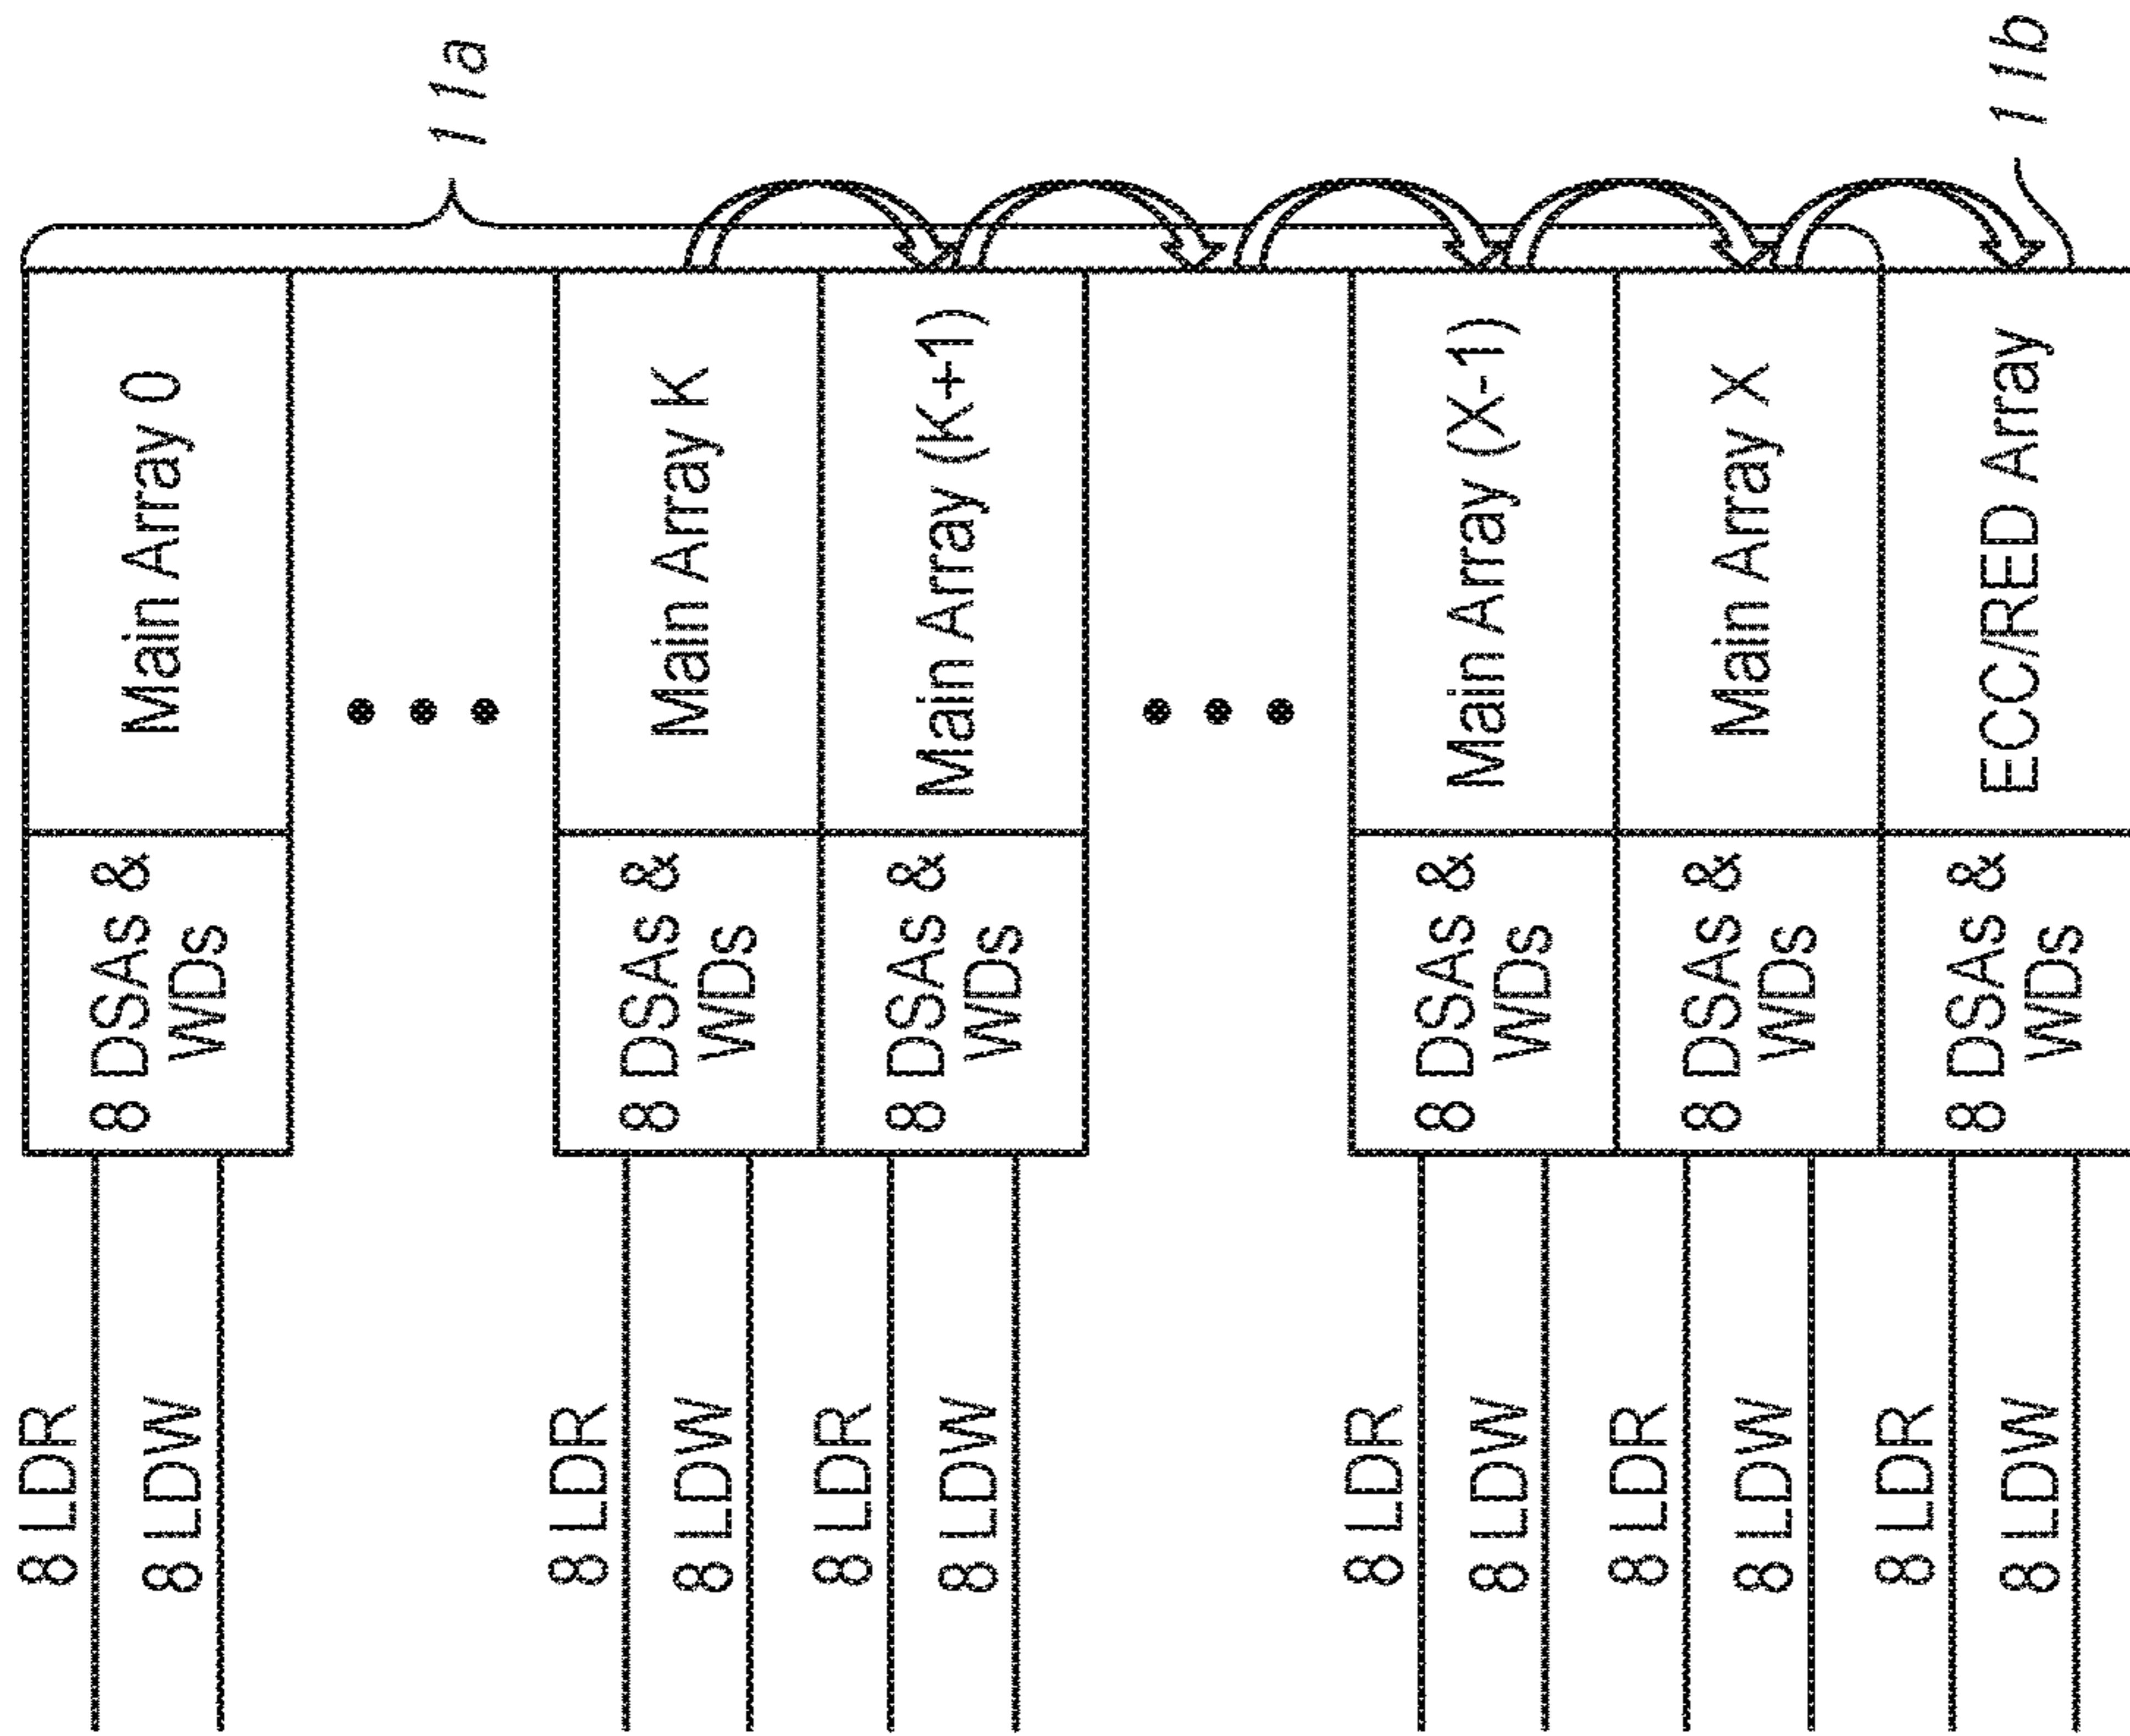 11a
11b
Main Array 0
Main Array K
Main Array (K+1)
Main Array (X-1)
Main Array X
ECC/RED Array
8 DSAs &
WDs
8 DSAs &
WDs
8 DSAs &
WDs
8 DSAs &
WDs
8 DSAs &
WDs
8 DSAs &
WDs
8 LDR
8 LDW
8 LDR
8 LDW
8 LDR
8 LDW
8 LDR
8 LDW
8 LDR
8 LDW
8 LDR
8 LDW